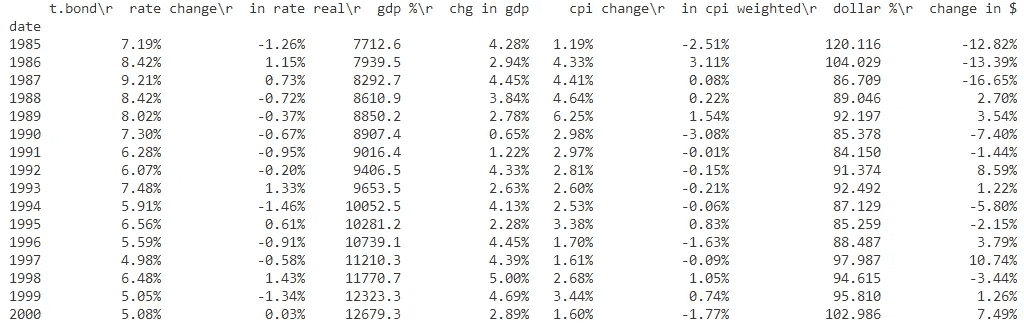 t.bond\r rate change\r in rate real\r gdp %\r chg in gdp cpi change\r in cpi weighted\r dollar %\r change in $
date
1985 7.19% -1.26% 7712.6 4.28% 1.19% -2.51% 120.116 -12.82%
1986 8.42% 1.15% 7939.5 2.94% 4.33% 3.11% 104.029 -13.39%
1987 9.21% 0.73% 8292.7 4.45% 4.41% 0.08% 86.709 -16.65%
1988 8.42% -0.72% 8610.9 3.84% 4.64% 0.22% 89.046 2.70%
1989 8.02% -0.37% 8850.2 2.78% 6.25% 1.54% 92.197 3.54%
1990 7.30% -0.67% 8907.4 0.65% 2.98% -3.08% 85.378 -7.40%
1991 6.28% -0.95% 9016.4 1.22% 2.97% -0.01% 84.150 -1.44%
1992 6.07% -0.20% 9406.5 4.33% 2.81% -0.15% 91.374 8.59%
1993 7.48% 1.33% 9653.5 2.63% 2.60% -0.21% 92.492 1.22%
1994 5.91% -1.46% 10052.5 4.13% 2.53% -0.06% 87.129 -5.80%
1995 6.56% 0.61% 10281.2 2.28% 3.38% 0.83% 85.259 -2.15%
1996 5.59% -0.91% 10739.1 4.45% 1.70% -1.63% 88.487 3.79%
1997 4.98% -0.58% 11210.3 4.39% 1.61% -0.09% 97.987 10.74%
1998 6.48% 1.43% 11770.7 5.00% 2.68% 1.05% 94.615 -3.44%
1999 5.05% -1.34% 12323.3 4.69% 3.44% 0.74% 95.810 1.26%
2000 5.08% 0.03% 12679.3 2.89% 1.60% -1.77% 102.986 7.49%